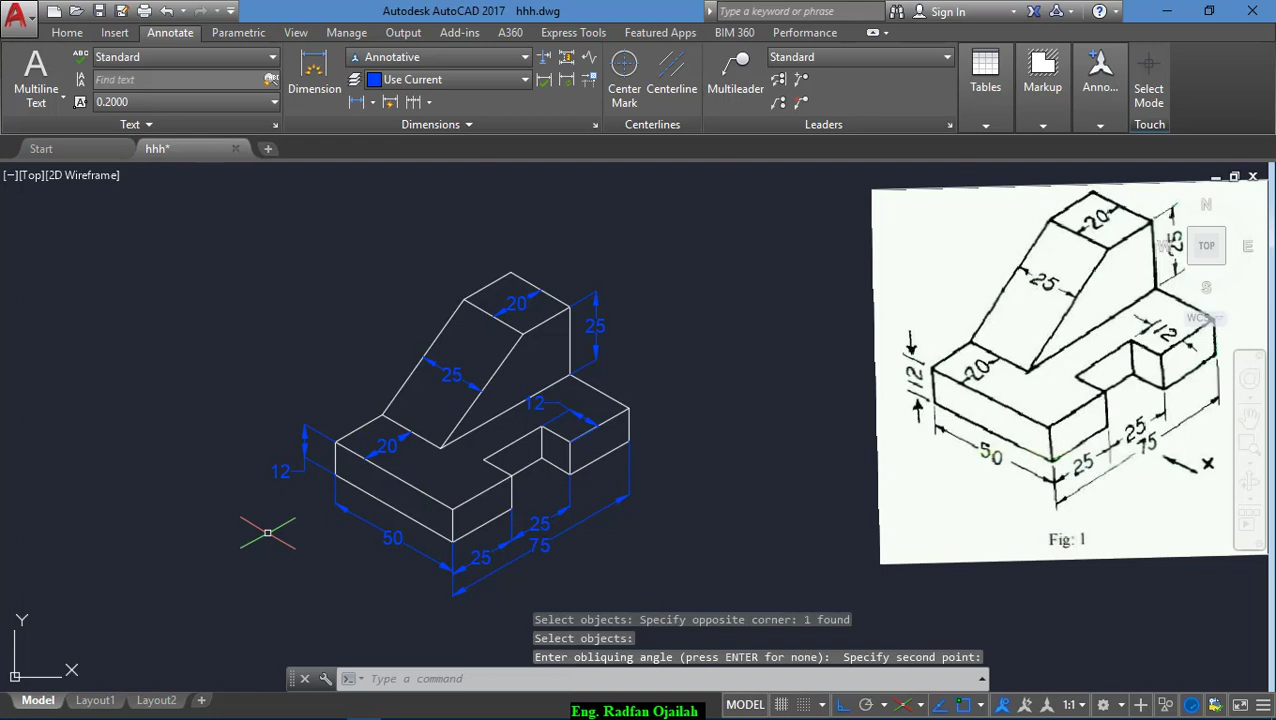 Autodesk AutoCAD 2017 hhh.dwg
Type a keyword or phrase
Sign In
Home Insert Annotate Parametric View Manage Output Add-ins A360 Express Tools Featured Apps BIM 360 Performance
A
Multiline
Text
ABC
Standard
Find text
0.2000
Text
Dimension
Annotative
Use Current
Dimensions
Center
Mark
Centerline
Centerlines
Multileader
Standard
Leaders
Tables
Markup
Anno...
Select
Mode
Touch
Start
hhh*
[−][Top][2D Wireframe]
20
25
25
12
20
12
50
25
25
75
20
25
25
12
20
12
50
25
25
75
X
Fig: 1
N
W
TOP
E
S
WCS
Y
X
Select objects: Specify opposite corner: 1 found
Select objects:
Enter obliquing angle (press ENTER for none): Specify second point:
Type a command
Model Layout1 Layout2
Eng. Radfan Ojailah
MODEL
1:1